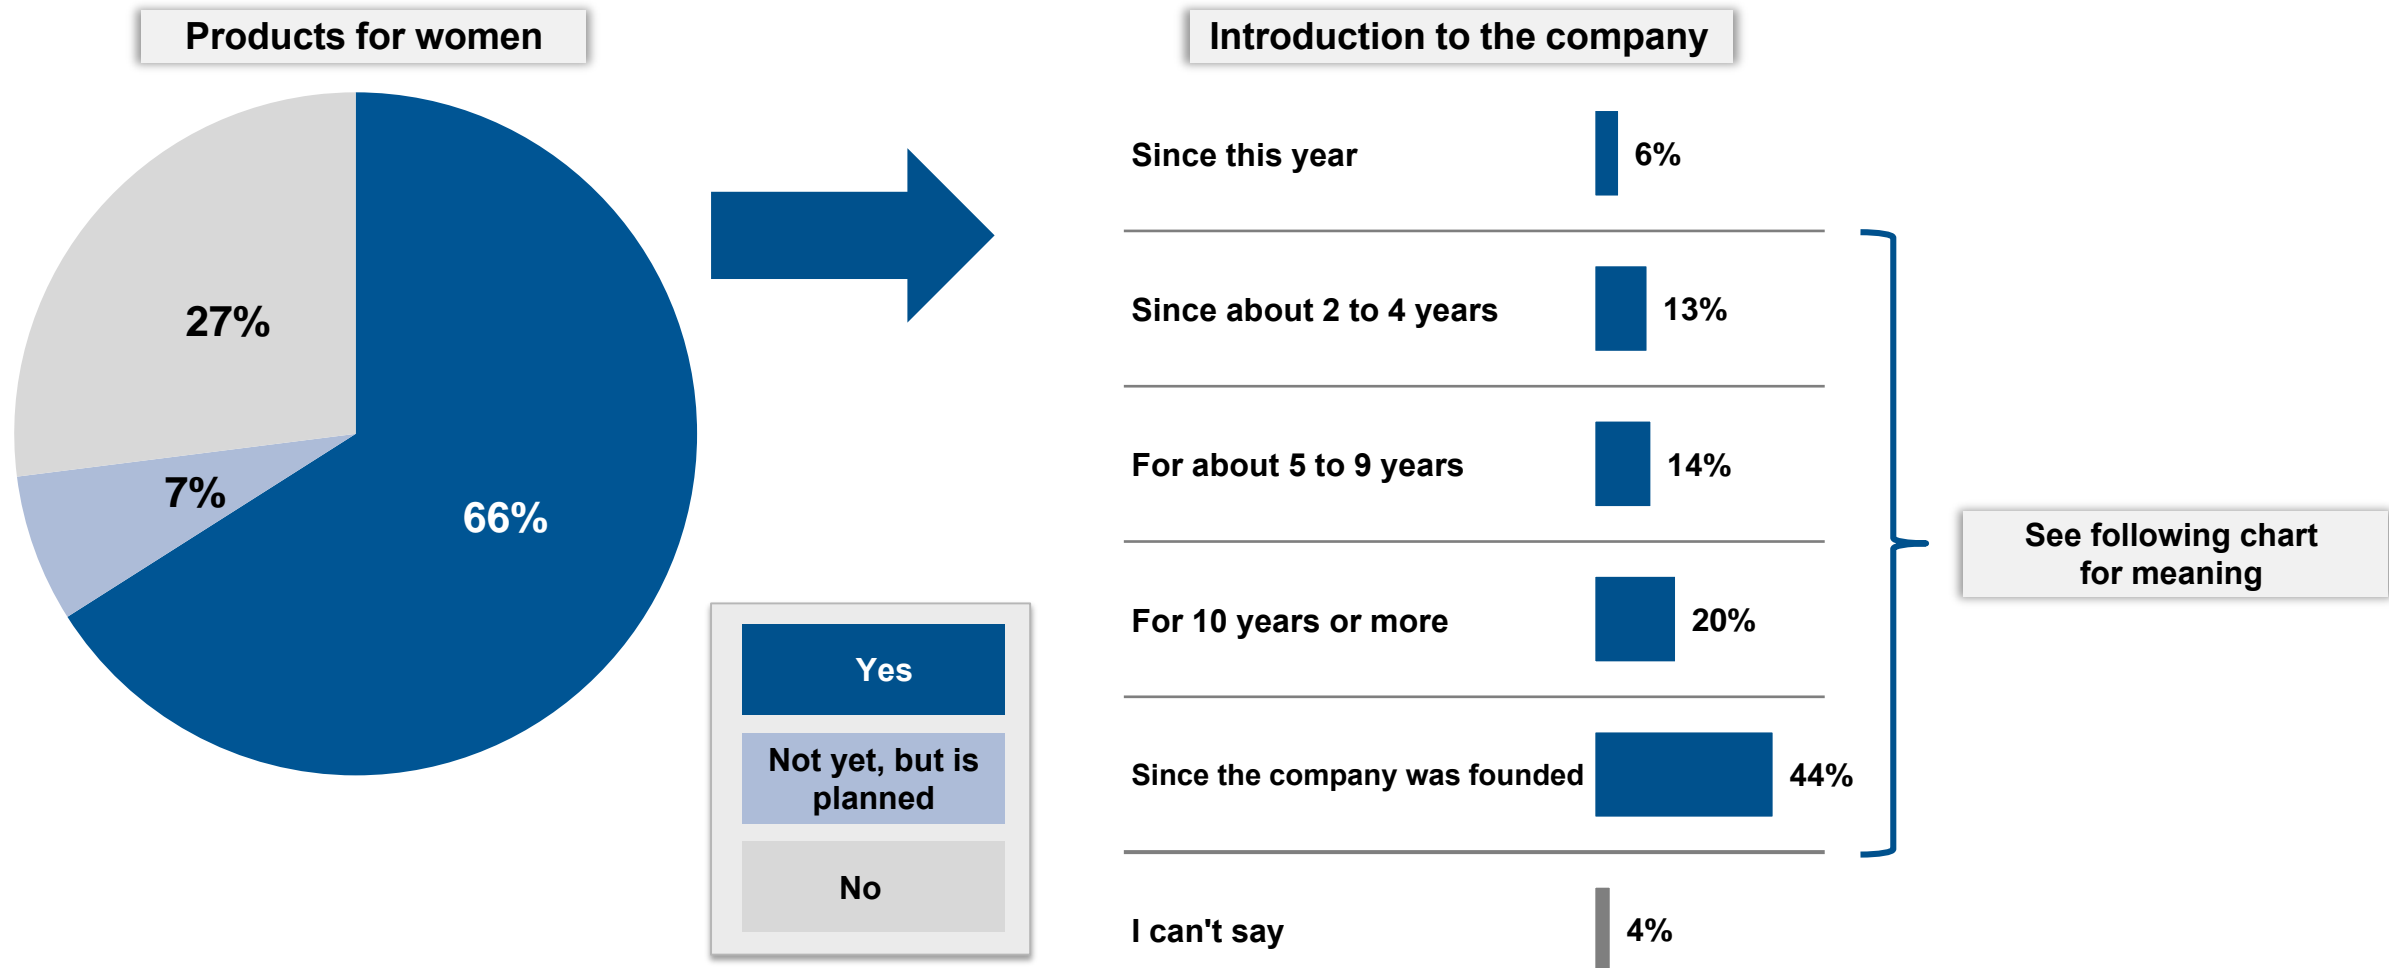 Products for women
27%
7%
66%
Yes
Not yet, but is
planned
No
Introduction to the company
Since this year 6%
Since about 2 to 4 years 13%
For about 5 to 9 years 14%
For 10 years or more 20%
Since the company was founded 44%
I can't say 4%
See following chart
for meaning